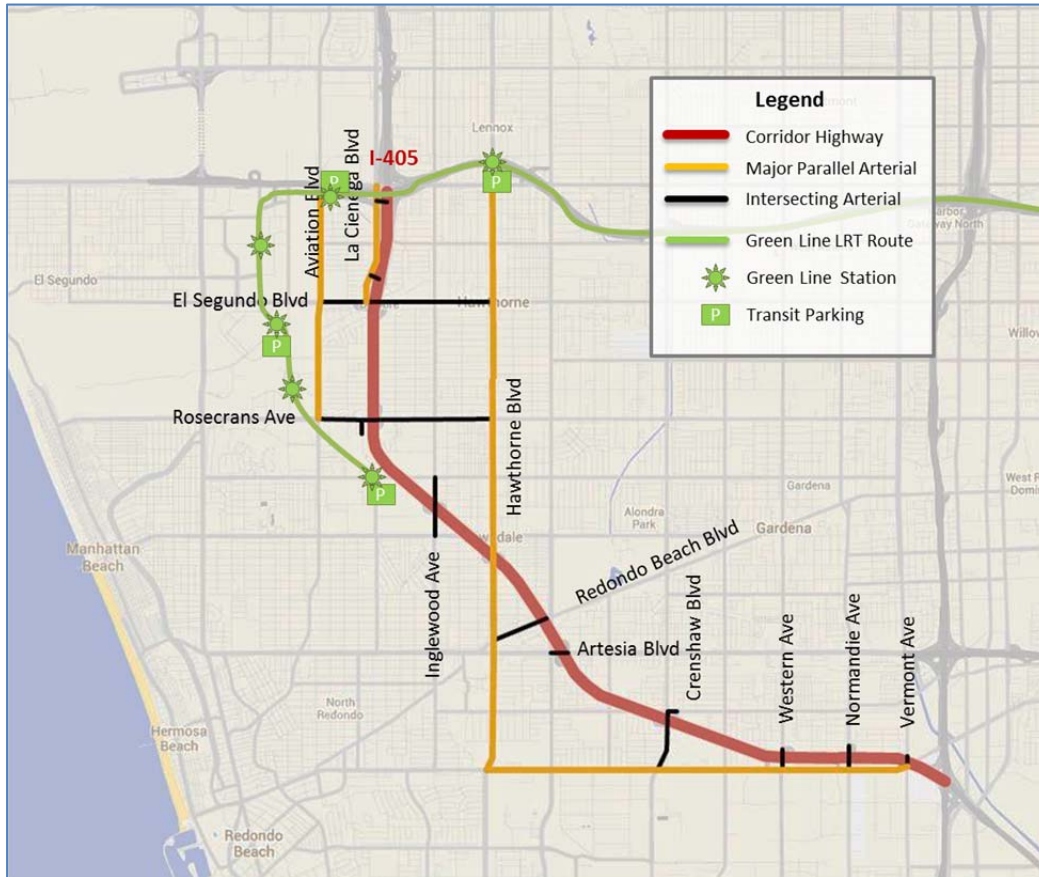 Legend
Corridor Highway
Major Parallel Arterial
Intersecting Arterial
Green Line LRT Route
Green Line Station
P Transit Parking
Lennox
I-405
La Cienega Blvd
Aviation Blvd
P
P
El Segundo
El Segundo Blvd
Hawthorne
Rosecrans Ave
P
P
Hawthorne Blvd
Inglewood Ave
Redondo Beach Blvd
Artesia Blvd
Crenshaw Blvd
Western Ave
Normandie Ave
Vermont Ave
Gardena
Alondra
Park
Gardena
Manhattan
Beach
North
Redondo
Hermosa
Beach
Redondo
Beach
Gateway North